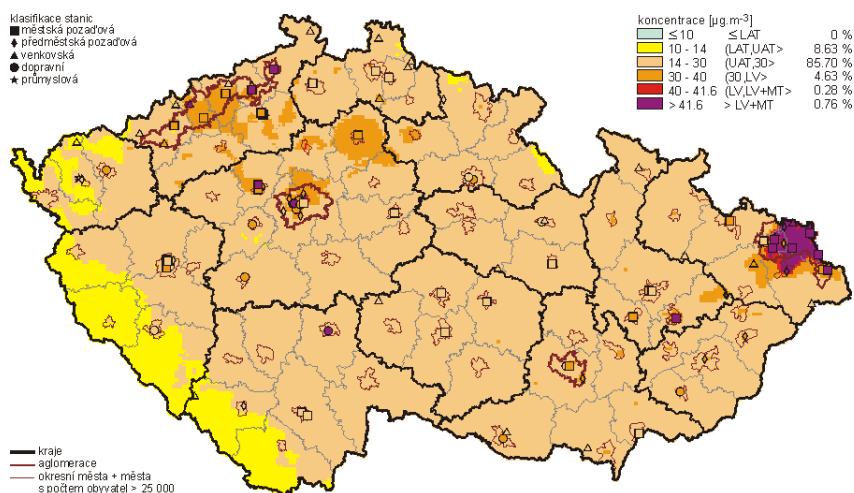 klasifikace stanic
městská pozaďová
předměstská pozaďová
venkovská
dopravní
průmyslová
koncentrace [µg.m-³]
≤ 10 ≤ LAT 0 %
10 - 14 (LAT,UAT> 8.63 %
14 - 30 (UAT,30> 85.70 %
30 - 40 (30,LV> 4.63 %
40 - 41.6 (LV,LV+MT> 0.28 %
> 41.6 > LV+MT 0.76 %
kraje
aglomerace
okresní města + města
s počtem obyvatel > 25 000